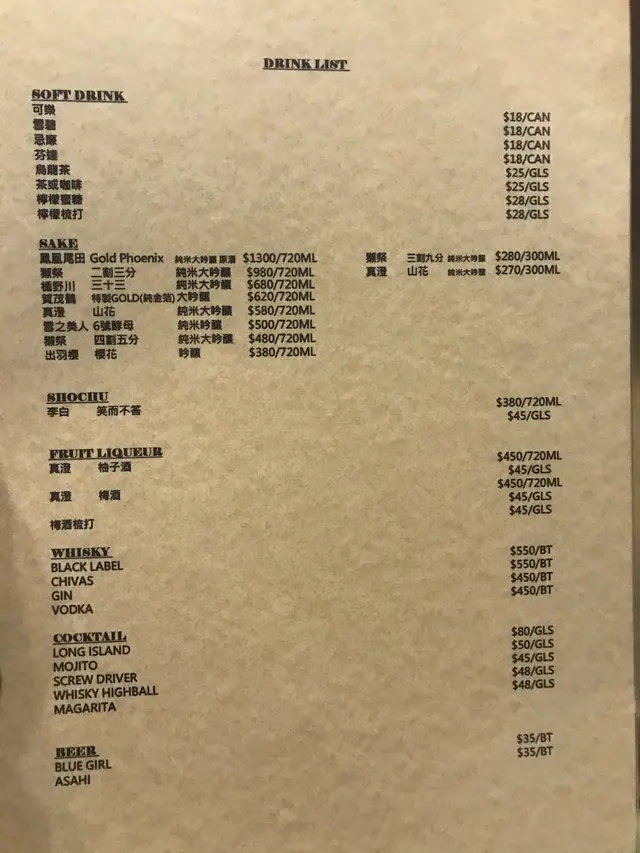 DRINK LIST
SOFT DRINK
可樂 $18/CAN
雪碧 $18/CAN
忌廉 $18/CAN
芬達 $18/CAN
烏龍茶 $25/GLS
茶或咖啡 $25/GLS
檸檬蜜糖 $28/GLS
檸檬梳打 $28/GLS
SAKE
鳳凰尾田 Gold Phoenix 純米大吟釀 原酒 $1300/720ML 獺祭 三割九分 純米大吟釀 $280/300ML
獺祭 二割三分 純米大吟釀 $980/720ML 真澄 山花 純米大吟釀 $270/300ML
楯野川 三十三 純米大吟釀 $680/720ML
賀茂鶴 特製GOLD(純金箔)大吟釀 $620/720ML
真澄 山花 純米大吟釀 $580/720ML
雲之美人 6號酵母 純米吟釀 $500/720ML
獺祭 四割五分 純米大吟釀 $480/720ML
出羽櫻 櫻花 吟釀 $380/720ML
SHOCHU
李白 笑而不答 $380/720ML
$45/GLS
FRUIT LIQUEUR
真澄 柚子酒 $450/720ML
$45/GLS
真澄 梅酒 $450/720ML
$45/GLS
梅酒梳打 $45/GLS
WHISKY
BLACK LABEL $550/BT
CHIVAS $550/BT
GIN $450/BT
VODKA $450/BT
COCKTAIL
LONG ISLAND $80/GLS
MOJITO $50/GLS
SCREW DRIVER $45/GLS
WHISKY HIGHBALL $48/GLS
MAGARITA $48/GLS
BEER
BLUE GIRL $35/BT
ASAHI $35/BT